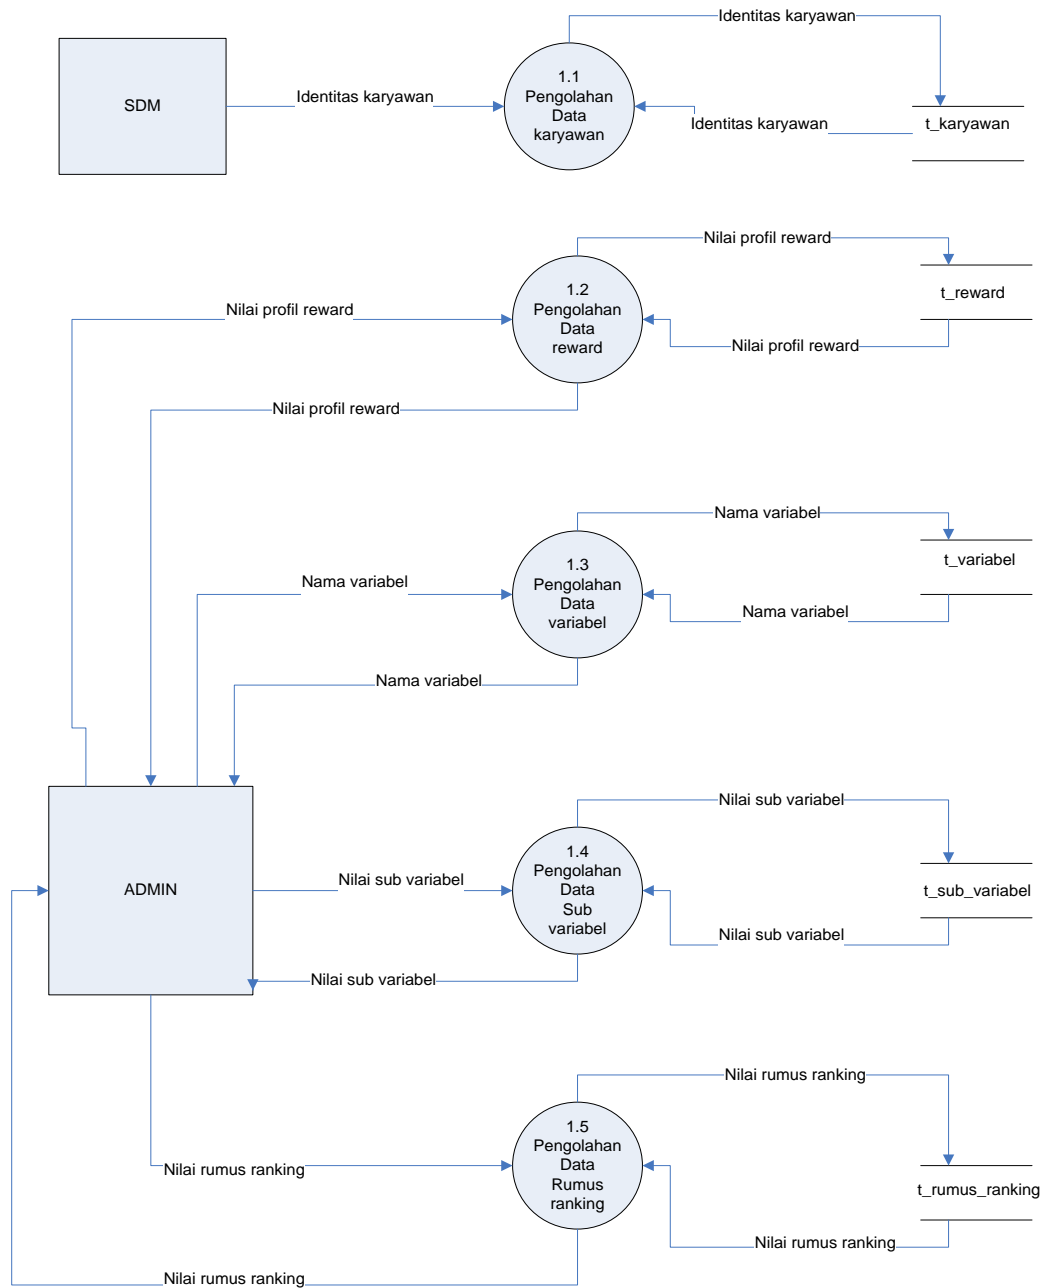 Identitas karyawan
SDM
Identitas karyawan
1.1
Pengolahan
Data
karyawan
Identitas karyawan
t_karyawan
Nilai profil reward
Nilai profil reward
1.2
Pengolahan
Data
reward
t_reward
Nilai profil reward
Nilai profil reward
Nama variabel
Nama variabel
1.3
Pengolahan
Data
variabel
t_variabel
Nama variabel
Nama variabel
Nilai sub variabel
ADMIN
Nilai sub variabel
1.4
Pengolahan
Data
Sub
variabel
t_sub_variabel
Nilai sub variabel
Nilai sub variabel
Nilai rumus ranking
Nilai rumus ranking
1.5
Pengolahan
Data
Rumus
ranking
t_rumus_ranking
Nilai rumus ranking
Nilai rumus ranking